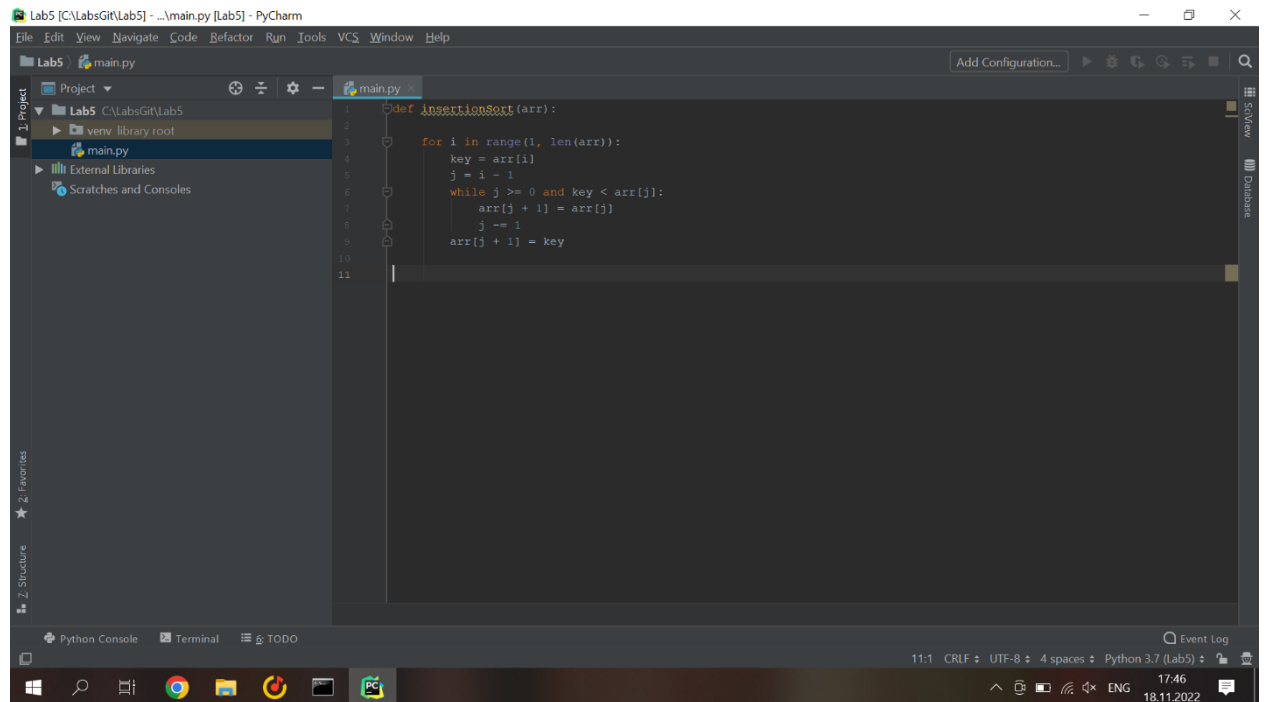 Lab5 [C:\LabsGit\Lab5] - ...\main.py [Lab5] - PyCharm
File Edit View Navigate Code Refactor Run Tools VCS Window Help
Lab5 main.py
Add Configuration...
Project
main.py
1: Project
Lab5 C:\LabsGit\Lab5
venv library root
main.py
External Libraries
Scratches and Consoles
1 def insertionSort(arr):
2
3 for i in range(1, len(arr)):
4 key = arr[i]
5 j = i - 1
6 while j >= 0 and key < arr[j]:
7 arr[j + 1] = arr[j]
8 j -= 1
9 arr[j + 1] = key
10
11
SciView
Database
2: Favorites
7: Structure
Python Console Terminal 6: TODO
Event Log
11:1 CRLF UTF-8 4 spaces Python 3.7 (Lab5)
PC
ENG
17:46
18.11.2022